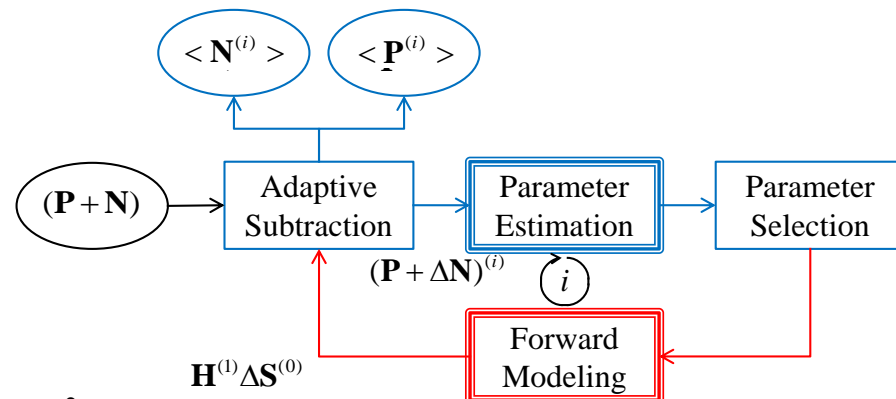 < N^(i) > < P^(i) >
(P + N)
Adaptive
Subtraction
Parameter
Estimation
Parameter
Selection
(P + ΔN)^(i)
i
Forward
Modeling
H^(1)ΔS^(0)